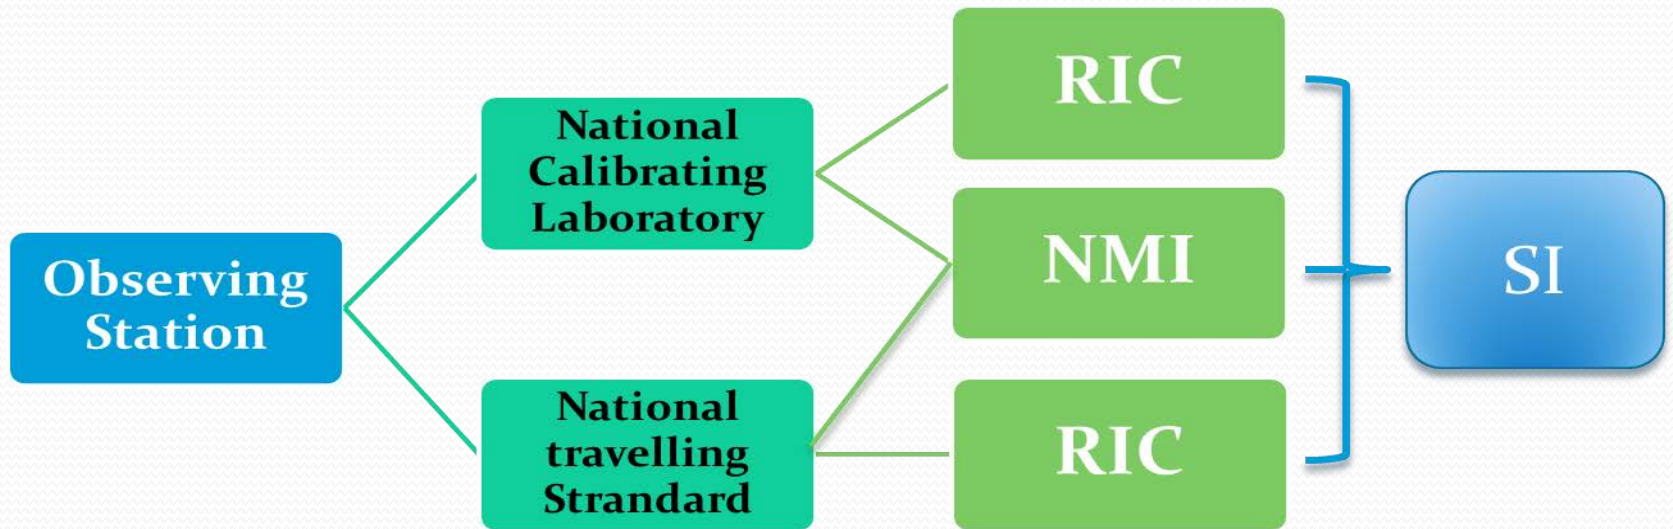 Observing
Station
National
Calibrating
Laboratory
National
travelling
Strandard
RIC
NMI
RIC
SI